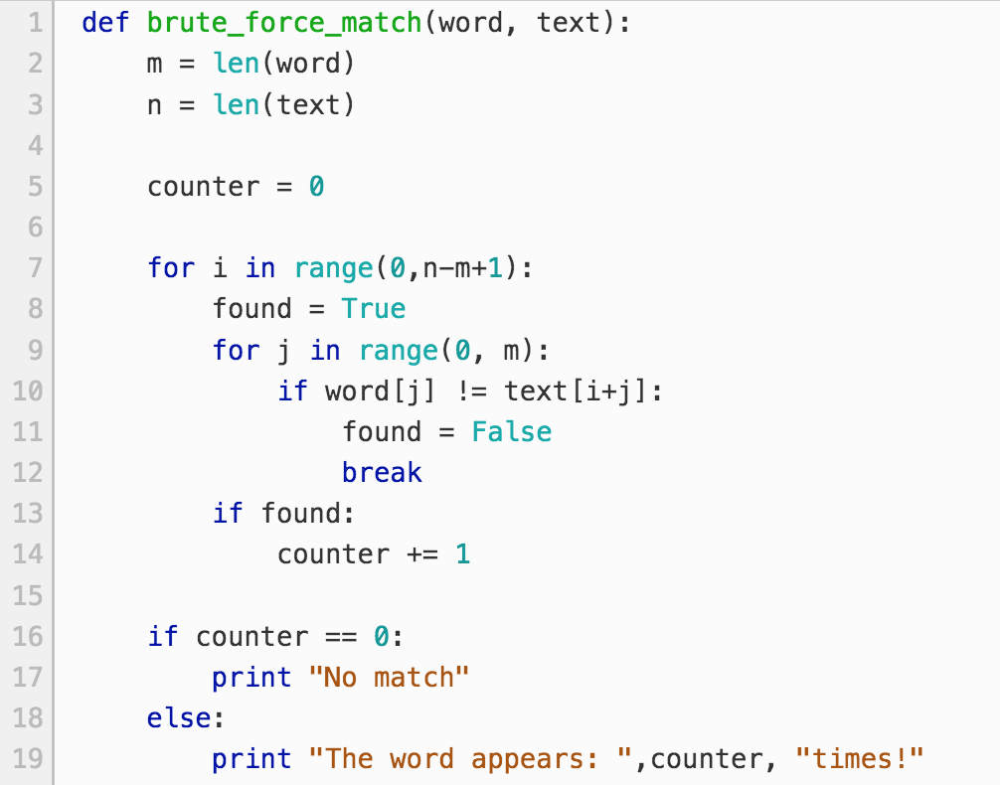 1 def brute_force_match(word, text):
2     m = len(word)
3     n = len(text)
4
5     counter = 0
6
7     for i in range(0,n-m+1):
8         found = True
9         for j in range(0, m):
10             if word[j] != text[i+j]:
11                 found = False
12                 break
13         if found:
14             counter += 1
15
16     if counter == 0:
17         print "No match"
18     else:
19         print "The word appears: ",counter, "times!"